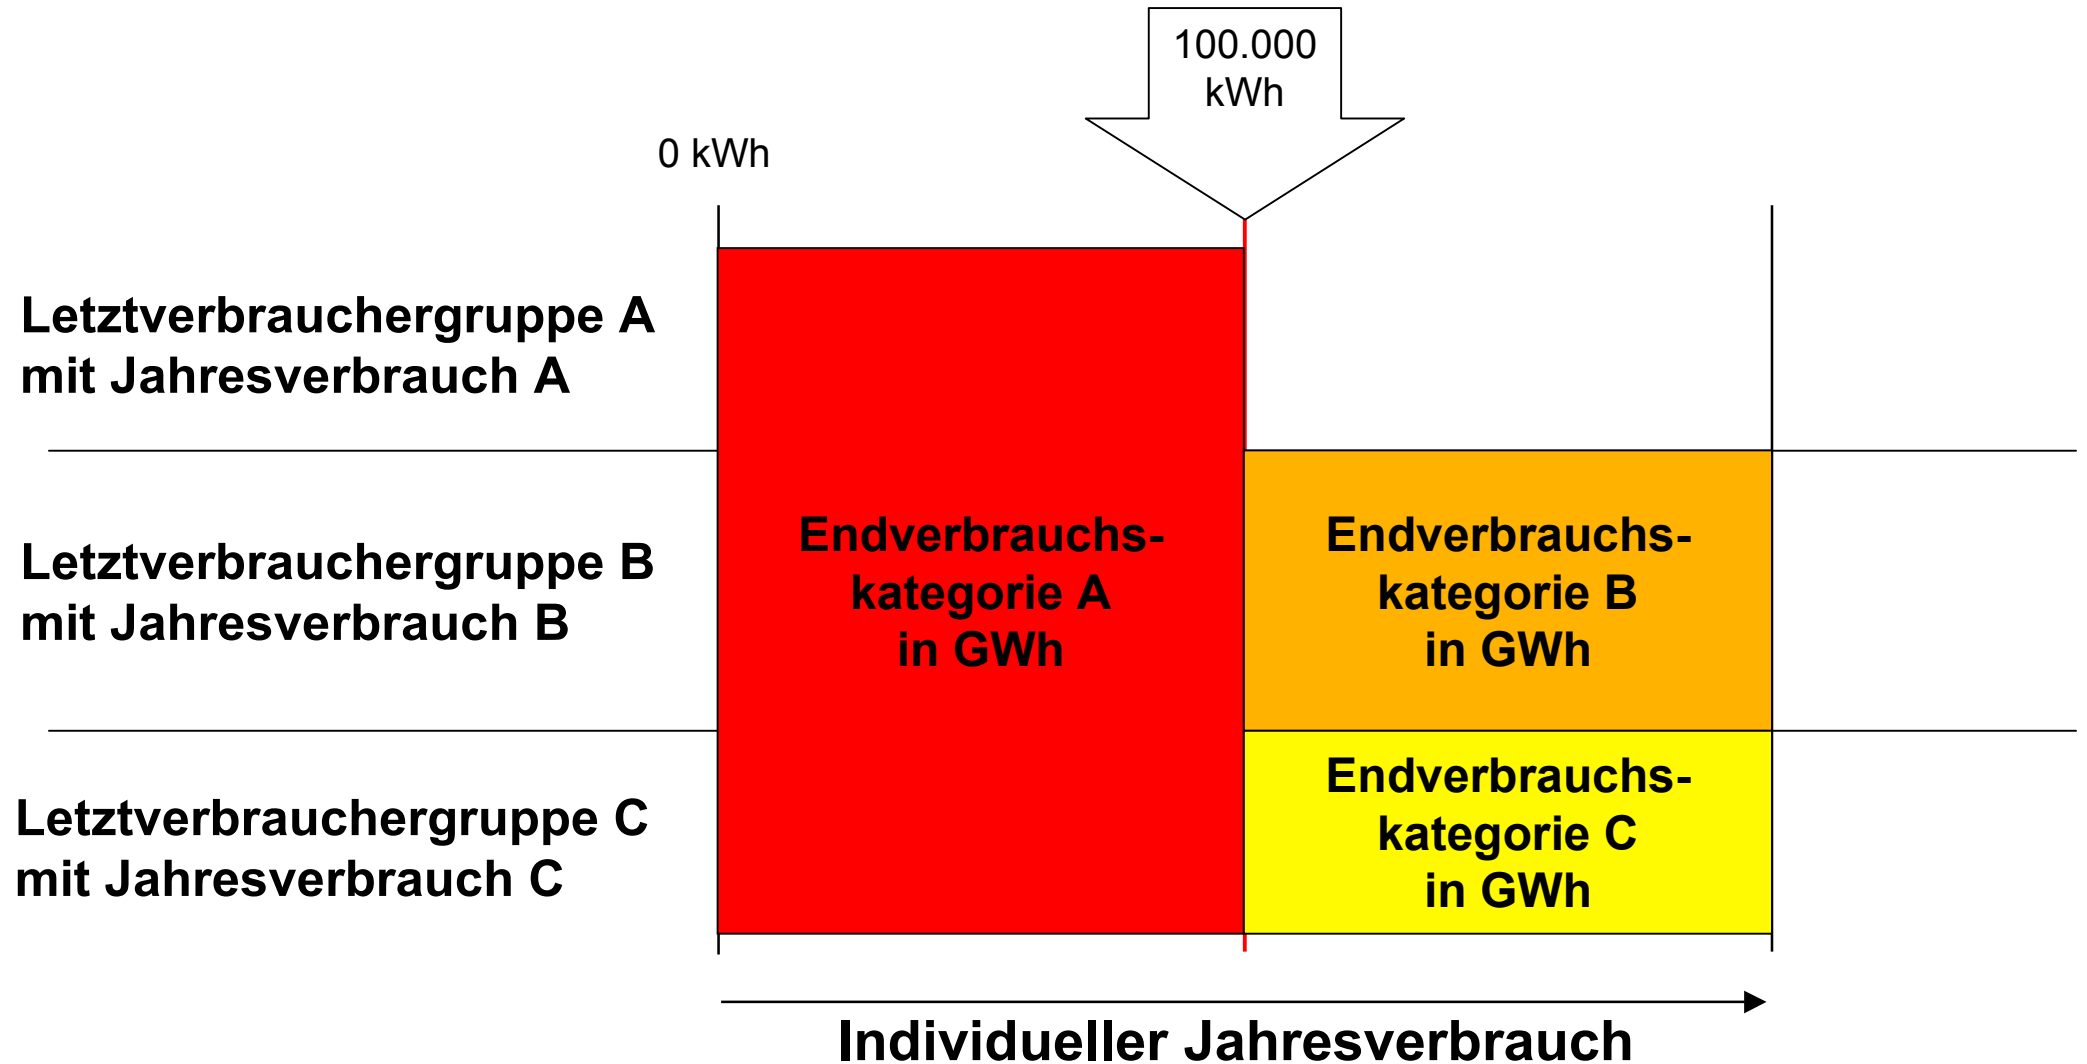 100.000
kWh
0 kWh
Letztverbrauchergruppe A
mit Jahresverbrauch A
Letztverbrauchergruppe B
mit Jahresverbrauch B
Letztverbrauchergruppe C
mit Jahresverbrauch C
Endverbrauchs-
kategorie A
in GWh
Endverbrauchs-
kategorie B
in GWh
Endverbrauchs-
kategorie C
in GWh
Individueller Jahresverbrauch